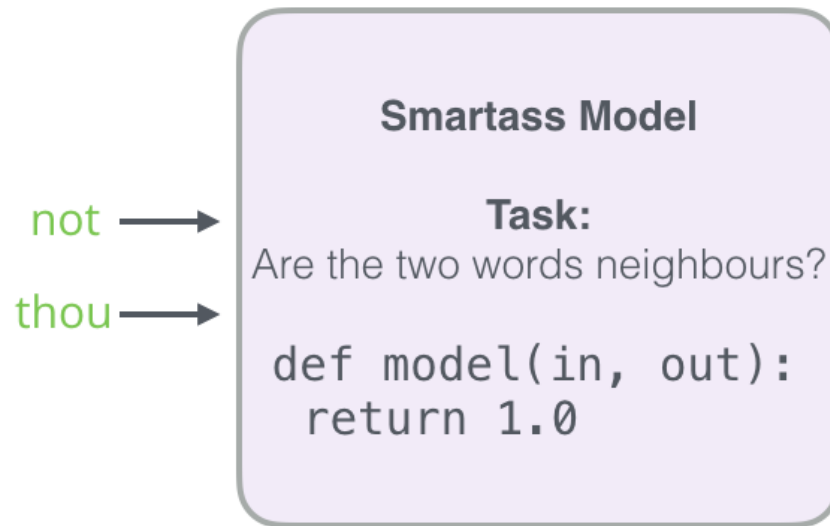 Smartass Model
not
Task:
Are the two words neighbours?
thou
def model(in, out):
return 1.0